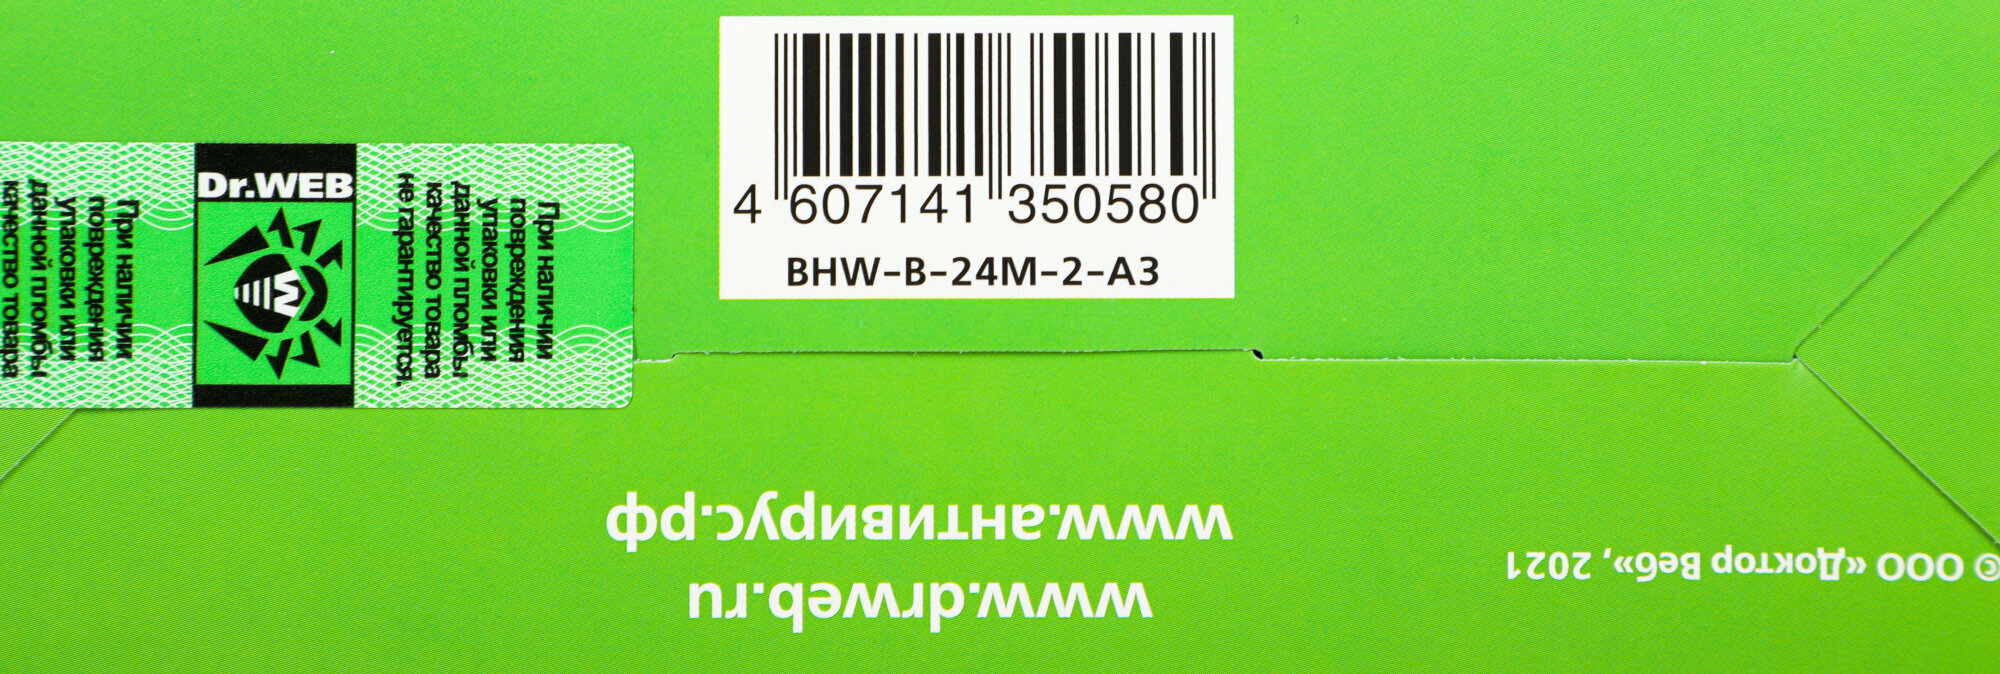 4 607141 350580
BHW-B-24M-2-A3
Dr.WEB
W
При наличии
повреждения
упаковки или
данной пломбы
качество товара
не гарантируется.
При наличии
повреждения
упаковки или
данной пломбы
качество товара
www.drweb.ru
www.антивирус.рф
© ООО «Доктор Веб», 2021